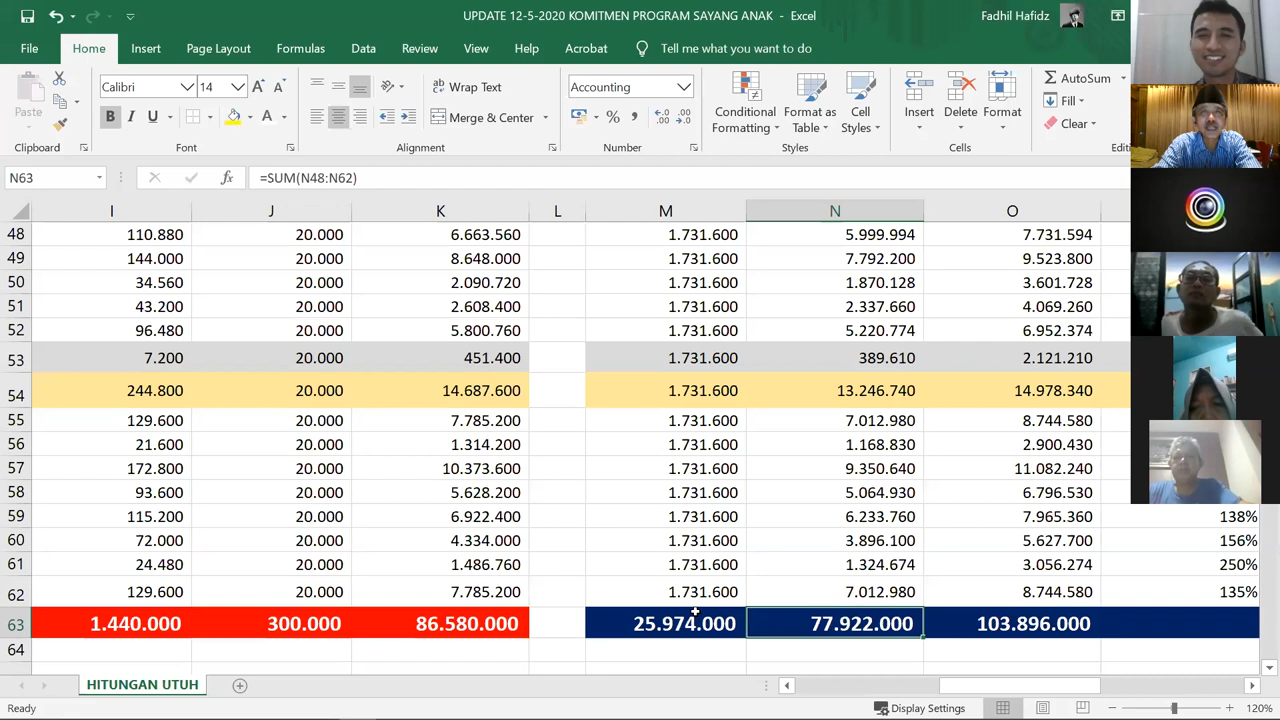 UPDATE 12-5-2020 KOMITMEN PROGRAM SAYANG ANAK - Excel
Fadhil Hafidz
File Home Insert Page Layout Formulas Data Review View Help Acrobat Tell me what you want to do
Paste
Calibri 14
B I U
A
Wrap Text
Merge & Center
Accounting
%
Conditional Formatting
Format as Table
Cell Styles
Insert Delete Format
AutoSum
Fill
Clear
Clipboard Font Alignment Number Styles Cells Editi
N63 fx =SUM(N48:N62)
I J K L M N O
48 110.880 20.000 6.663.560 1.731.600 5.999.994 7.731.594
49 144.000 20.000 8.648.000 1.731.600 7.792.200 9.523.800
50 34.560 20.000 2.090.720 1.731.600 1.870.128 3.601.728
51 43.200 20.000 2.608.400 1.731.600 2.337.660 4.069.260
52 96.480 20.000 5.800.760 1.731.600 5.220.774 6.952.374
53 7.200 20.000 451.400 1.731.600 389.610 2.121.210
54 244.800 20.000 14.687.600 1.731.600 13.246.740 14.978.340
55 129.600 20.000 7.785.200 1.731.600 7.012.980 8.744.580
56 21.600 20.000 1.314.200 1.731.600 1.168.830 2.900.430
57 172.800 20.000 10.373.600 1.731.600 9.350.640 11.082.240
58 93.600 20.000 5.628.200 1.731.600 5.064.930 6.796.530
59 115.200 20.000 6.922.400 1.731.600 6.233.760 7.965.360 138%
60 72.000 20.000 4.334.000 1.731.600 3.896.100 5.627.700 156%
61 24.480 20.000 1.486.760 1.731.600 1.324.674 3.056.274 250%
62 129.600 20.000 7.785.200 1.731.600 7.012.980 8.744.580 135%
63 1.440.000 300.000 86.580.000 25.974.000 77.922.000 103.896.000
64
HITUNGAN UTUH
Ready Display Settings 120%